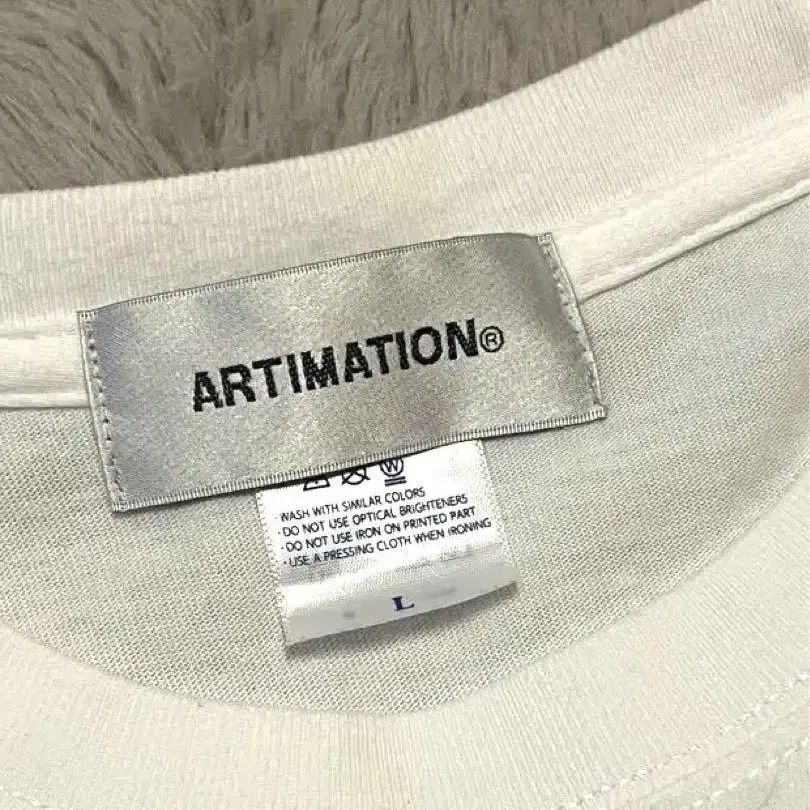 ARTIMATION®
W
· WASH WITH SIMILAR COLORS
· DO NOT USE OPTICAL BRIGHTENERS
· DO NOT USE IRON ON PRINTED PART
· USE A PRESSING CLOTH WHEN IRONING
L